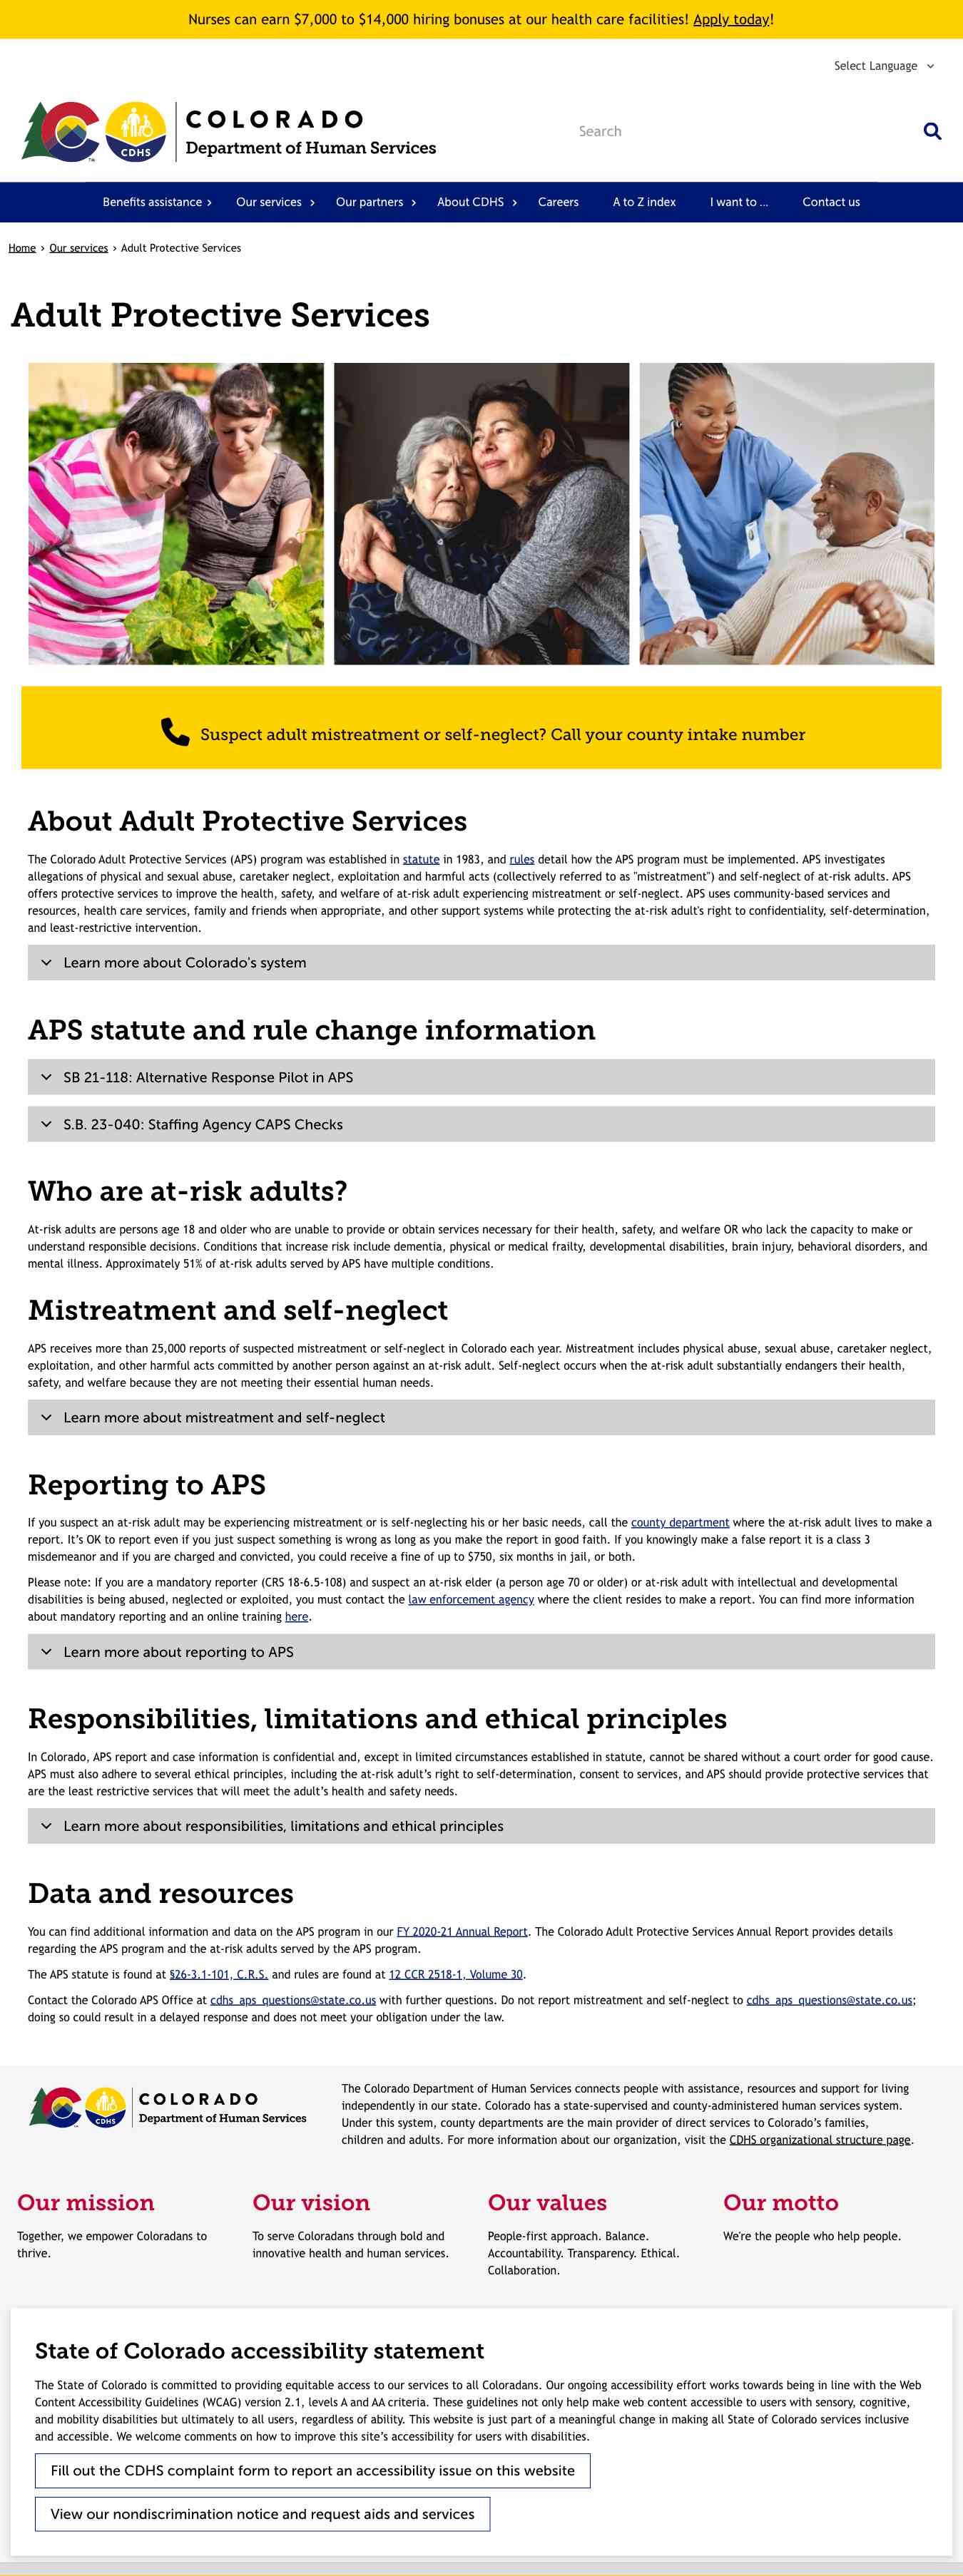 Nurses can earn $7,000 to $14,000 hiring bonuses at our health care facilities! Apply today!
Select Language
COLORADO
Department of Human Services
CDHS
TM
Search
Benefits assistance
Our services
Our partners
About CDHS
Careers
A to Z index
I want to ...
Contact us
Home › Our services › Adult Protective Services
Adult Protective Services
Suspect adult mistreatment or self-neglect? Call your county intake number
About Adult Protective Services
The Colorado Adult Protective Services (APS) program was established in statute in 1983, and rules detail how the APS program must be implemented. APS investigates
allegations of physical and sexual abuse, caretaker neglect, exploitation and harmful acts (collectively referred to as "mistreatment") and self-neglect of at-risk adults. APS
offers protective services to improve the health, safety, and welfare of at-risk adult experiencing mistreatment or self-neglect. APS uses community-based services and
resources, health care services, family and friends when appropriate, and other support systems while protecting the at-risk adult's right to confidentiality, self-determination,
and least-restrictive intervention.
Learn more about Colorado's system
APS statute and rule change information
SB 21-118: Alternative Response Pilot in APS
S.B. 23-040: Staffing Agency CAPS Checks
Who are at-risk adults?
At-risk adults are persons age 18 and older who are unable to provide or obtain services necessary for their health, safety, and welfare OR who lack the capacity to make or
understand responsible decisions. Conditions that increase risk include dementia, physical or medical frailty, developmental disabilities, brain injury, behavioral disorders, and
mental illness. Approximately 51% of at-risk adults served by APS have multiple conditions.
Mistreatment and self-neglect
APS receives more than 25,000 reports of suspected mistreatment or self-neglect in Colorado each year. Mistreatment includes physical abuse, sexual abuse, caretaker neglect,
exploitation, and other harmful acts committed by another person against an at-risk adult. Self-neglect occurs when the at-risk adult substantially endangers their health,
safety, and welfare because they are not meeting their essential human needs.
Learn more about mistreatment and self-neglect
Reporting to APS
If you suspect an at-risk adult may be experiencing mistreatment or is self-neglecting his or her basic needs, call the county department where the at-risk adult lives to make a
report. It’s OK to report even if you just suspect something is wrong as long as you make the report in good faith. If you knowingly make a false report it is a class 3
misdemeanor and if you are charged and convicted, you could receive a fine of up to $750, six months in jail, or both.
Please note: If you are a mandatory reporter (CRS 18-6.5-108) and suspect an at-risk elder (a person age 70 or older) or at-risk adult with intellectual and developmental
disabilities is being abused, neglected or exploited, you must contact the law enforcement agency where the client resides to make a report. You can find more information
about mandatory reporting and an online training here.
Learn more about reporting to APS
Responsibilities, limitations and ethical principles
In Colorado, APS report and case information is confidential and, except in limited circumstances established in statute, cannot be shared without a court order for good cause.
APS must also adhere to several ethical principles, including the at-risk adult’s right to self-determination, consent to services, and APS should provide protective services that
are the least restrictive services that will meet the adult’s health and safety needs.
Learn more about responsibilities, limitations and ethical principles
Data and resources
You can find additional information and data on the APS program in our FY 2020-21 Annual Report. The Colorado Adult Protective Services Annual Report provides details
regarding the APS program and the at-risk adults served by the APS program.
The APS statute is found at §26-3.1-101, C.R.S. and rules are found at 12 CCR 2518-1, Volume 30.
Contact the Colorado APS Office at cdhs_aps_questions@state.co.us with further questions. Do not report mistreatment and self-neglect to cdhs_aps_questions@state.co.us;
doing so could result in a delayed response and does not meet your obligation under the law.
COLORADO
Department of Human Services
CDHS
The Colorado Department of Human Services connects people with assistance, resources and support for living
independently in our state. Colorado has a state-supervised and county-administered human services system.
Under this system, county departments are the main provider of direct services to Colorado’s families,
children and adults. For more information about our organization, visit the CDHS organizational structure page.
Our mission
Together, we empower Coloradans to
thrive.
Our vision
To serve Coloradans through bold and
innovative health and human services.
Our values
People-first approach. Balance.
Accountability. Transparency. Ethical.
Collaboration.
Our motto
We're the people who help people.
State of Colorado accessibility statement
The State of Colorado is committed to providing equitable access to our services to all Coloradans. Our ongoing accessibility effort works towards being in line with the Web
Content Accessibility Guidelines (WCAG) version 2.1, levels A and AA criteria. These guidelines not only help make web content accessible to users with sensory, cognitive,
and mobility disabilities but ultimately to all users, regardless of ability. This website is just part of a meaningful change in making all State of Colorado services inclusive
and accessible. We welcome comments on how to improve this site’s accessibility for users with disabilities.
Fill out the CDHS complaint form to report an accessibility issue on this website
View our nondiscrimination notice and request aids and services